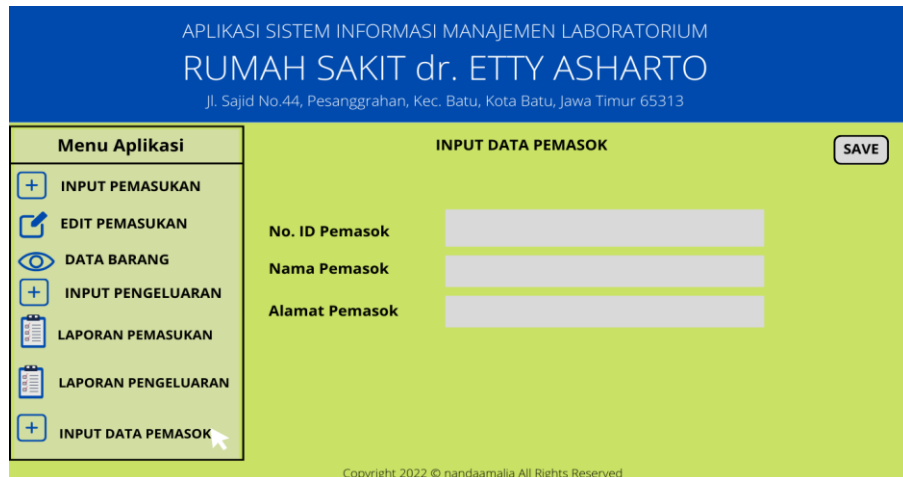 APLIKASI SISTEM INFORMASI MANAJEMEN LABORATORIUM
RUMAH SAKIT dr. ETTY ASHARTO
Jl. Sajid No.44, Pesanggrahan, Kec. Batu, Kota Batu, Jawa Timur 65313
Menu Aplikasi
INPUT PEMASUKAN
EDIT PEMASUKAN
DATA BARANG
INPUT PENGELUARAN
LAPORAN PEMASUKAN
LAPORAN PENGELUARAN
INPUT DATA PEMASOK
INPUT DATA PEMASOK
SAVE
No. ID Pemasok
Nama Pemasok
Alamat Pemasok
Copyright 2022 © nandaamalia All Rights Reserved